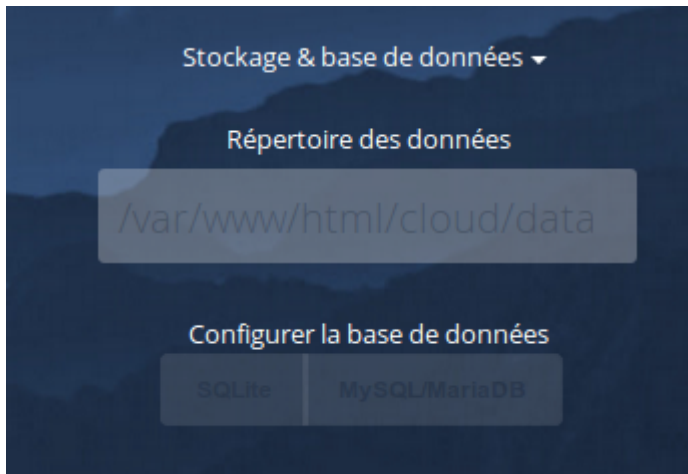 Stockage & base de données
Répertoire des données
/var/www/html/cloud/data
Configurer la base de données
SQLite MySQL/MariaDB